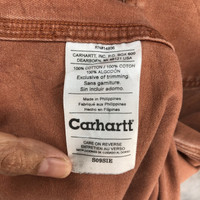 CARHARTT, INC. P.O. BOX 600
DEARBORN, MI 48121 USA
100% COTTON / 100% COTON
100% ALGODÓN
Exclusive of trimming.
Sans garniture.
Sin incluir adorno.
Made in Philippines
Fabriqué aux Philippines
Hecho en Filipinas
Carhartt
CARE ON REVERSE
ENTRETIEN AU VERSO